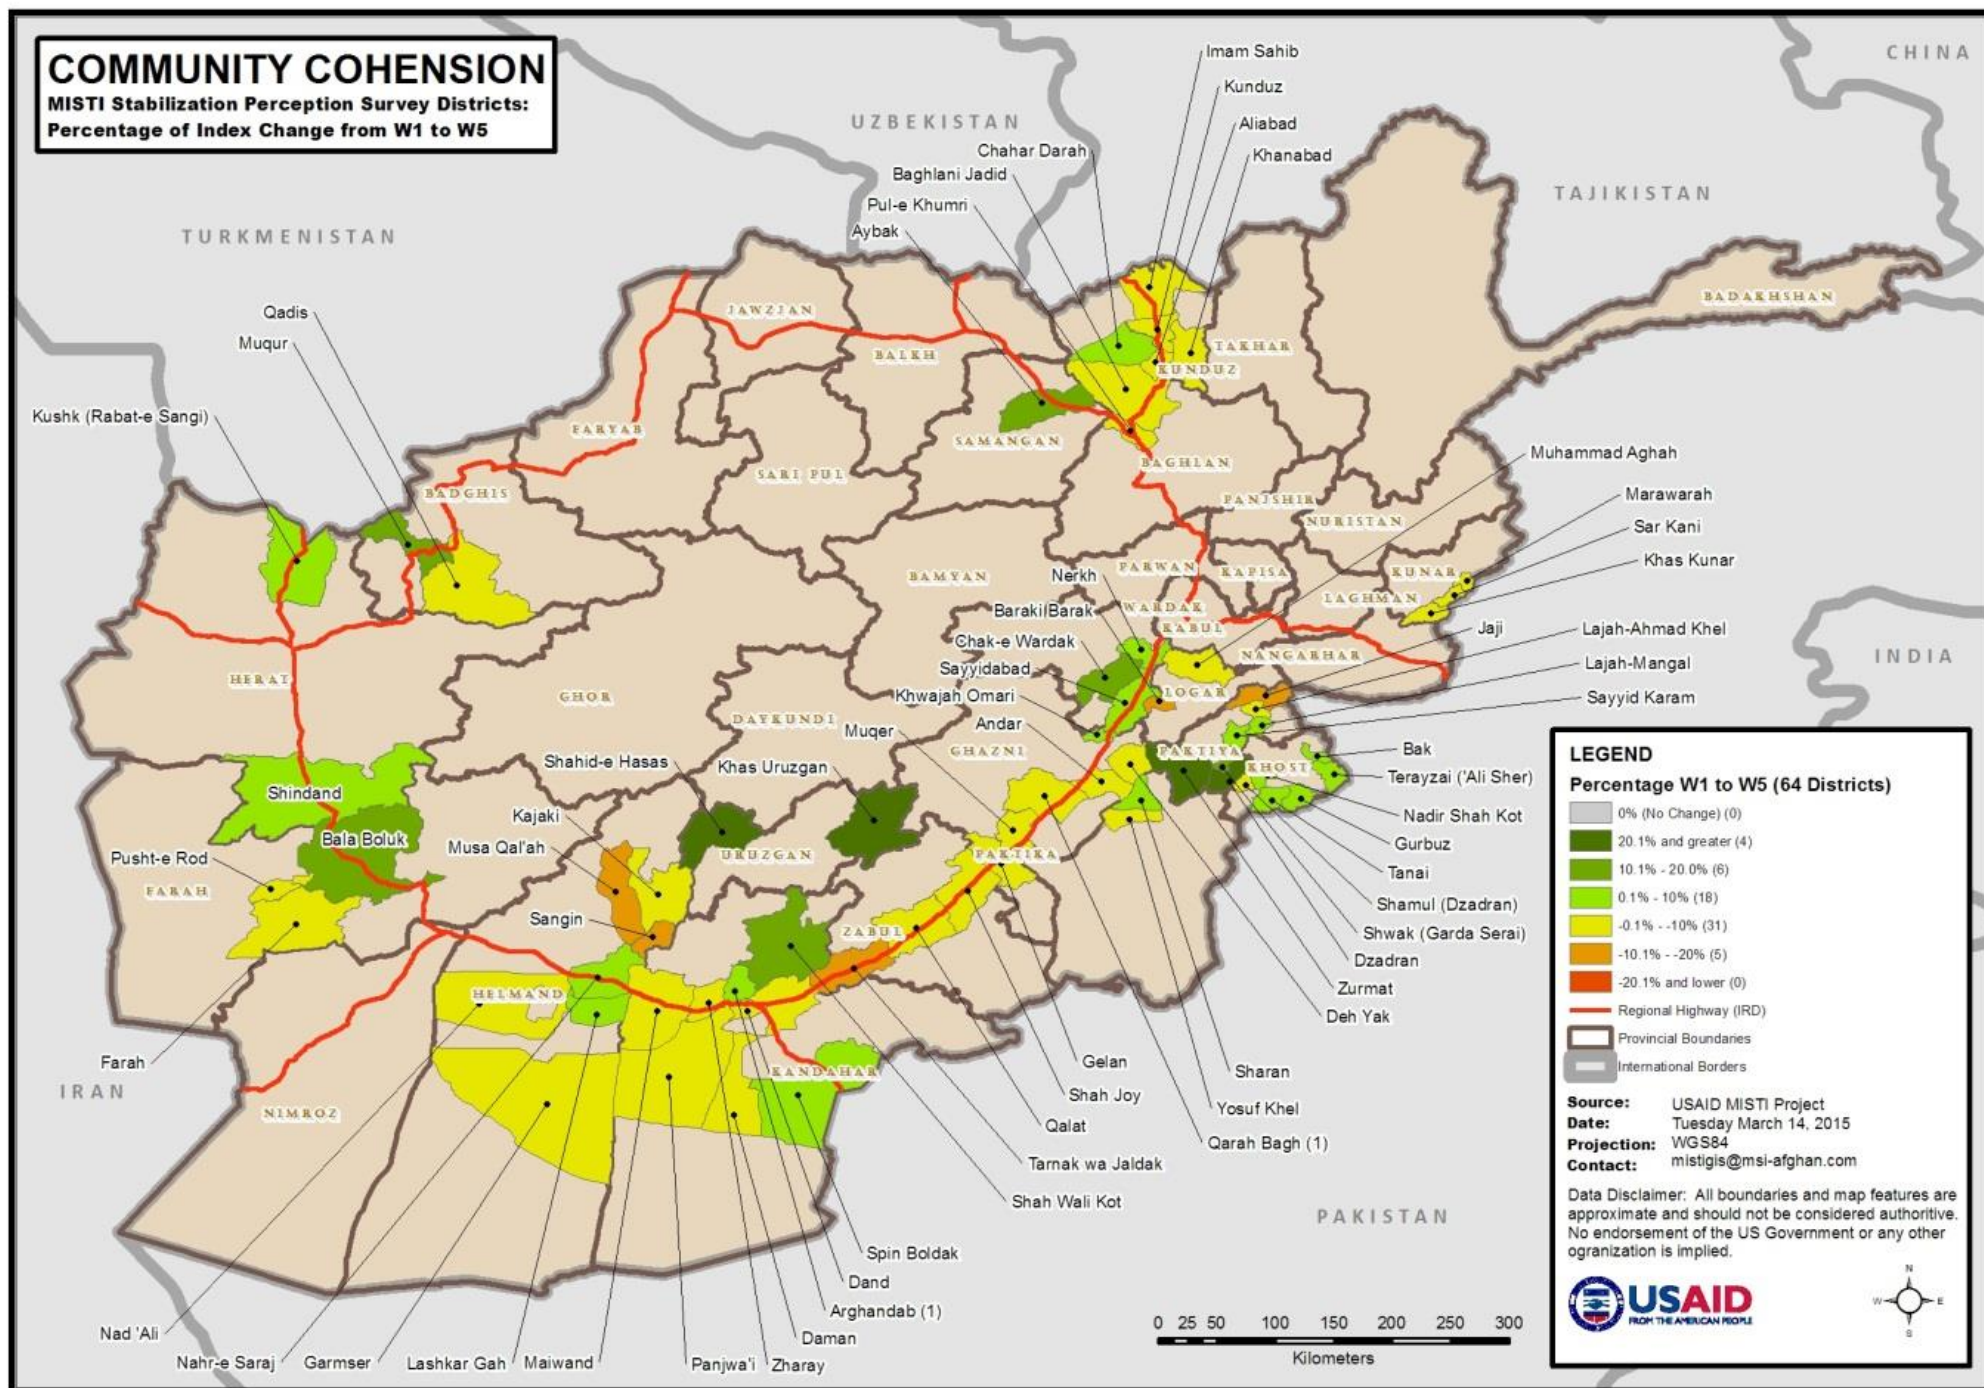 COMMUNITY COHENSION
MISTI Stabilization Perception Survey Districts:
Percentage of Index Change from W1 to W5
CHINA
UZBEKISTAN
TAJIKISTAN
TURKMENISTAN
INDIA
IRAN
PAKISTAN
Imam Sahib
Kunduz
Aliabad
Khanabad
Chahar Darah
Baghlani Jadid
Pul-e Khumri
Aybak
Qadis
Muqur
Kushk (Rabat-e Sangi)
JAWZJAN
BALKH
TAKHAR
KUNDUZ
BADAKHSHAN
FARYAB
SAMANGAN
SARI PUL
BAGHLAN
BADGHIS
PANJSHIR
NURISTAN
Muhammad Aghah
Marawarah
Sar Kani
Khas Kunar
Jaji
Lajah-Ahmad Khel
Lajah-Mangal
Sayyid Karam
BAMYAN
PARWAN
KAPISA
KUNAR
LAGHMAN
WARDAK
KABUL
NANGARHAR
LOGAR
Nerkh
Baraki Barak
Chak-e Wardak
Sayyidabad
Khwajah Omari
Andar
Muqer
HERAT
GHOR
DAYKUNDI
GHAZNI
PAKTIYA
KHOST
Shahid-e Hasas
Khas Uruzgan
Shindand
Bala Boluk
Kajaki
Musa Qal'ah
Pusht-e Rod
FARAH
URUZGAN
PAKTIKA
Sangin
ZABUL
HELMAND
KANDAHAR
NIMROZ
Farah
Bak
Terayzai ('Ali Sher)
Nadir Shah Kot
Gurbuz
Tanai
Shamul (Dzadran)
Shwak (Garda Serai)
Dzadran
Zurmat
Deh Yak
Sharan
Yosuf Khel
Qarah Bagh (1)
Gelan
Shah Joy
Qalat
Tarnak wa Jaldak
Shah Wali Kot
Spin Boldak
Dand
Arghandab (1)
Daman
Zharay
Panjwa'i
Maiwand
Lashkar Gah
Garmser
Nahr-e Saraj
Nad 'Ali
0 25 50 100 150 200 250 300
Kilometers
LEGEND
Percentage W1 to W5 (64 Districts)
0% (No Change) (0)
20.1% and greater (4)
10.1% - 20.0% (6)
0.1% - 10% (18)
-0.1% - -10% (31)
-10.1% - -20% (5)
-20.1% and lower (0)
Regional Highway (IRD)
Provincial Boundaries
International Borders
Source: USAID MISTI Project
Date: Tuesday March 14, 2015
Projection: WGS84
Contact: mistigis@msi-afghan.com
Data Disclaimer: All boundaries and map features are
approximate and should not be considered authoritive.
No endorsement of the US Government or any other
ogranization is implied.
USAID
FROM THE AMERICAN PEOPLE
N
W E
S